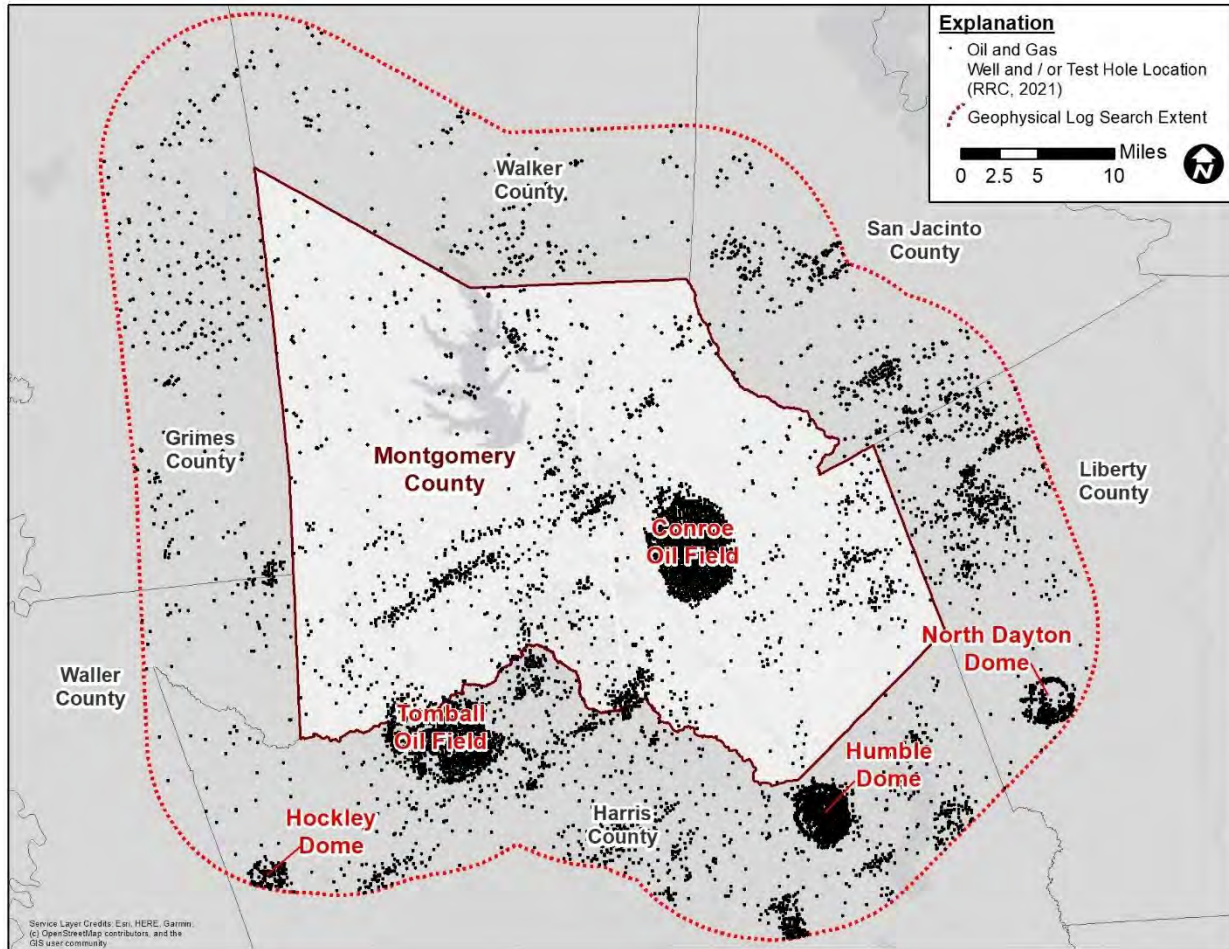 Explanation
Oil and Gas
Well and / or Test Hole Location
(RRC, 2021)
Geophysical Log Search Extent
Miles
0 2.5 5 10
N
Walker
County
San Jacinto
County
Grimes
County
Montgomery
County
Liberty
County
Conroe
Oil Field
North Dayton
Dome
Waller
County
Tomball
Oil Field
Humble
Dome
Harris
County
Hockley
Dome
Service Layer Credits: Esri, HERE, Garmin,
(c) OpenStreetMap contributors, and the
GIS user community